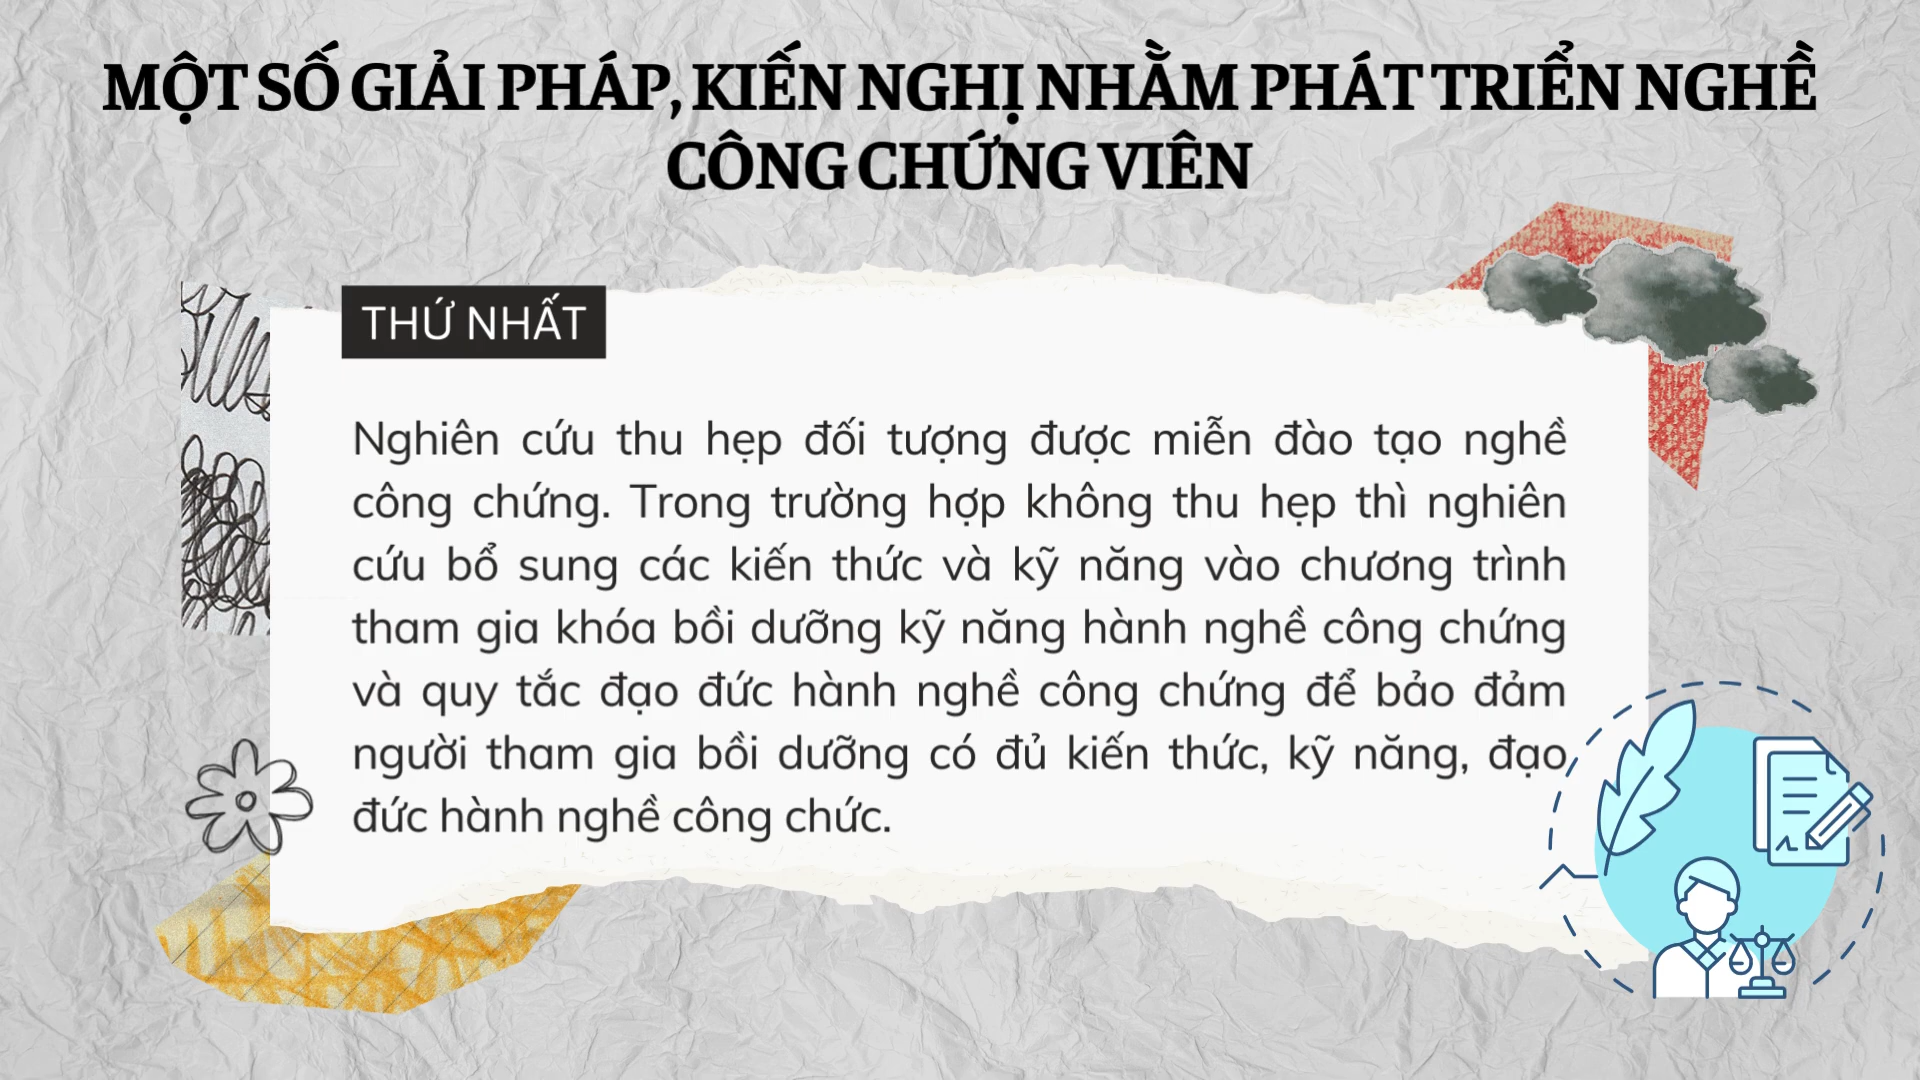 MỘT SỐ GIẢI PHÁP, KIẾN NGHỊ NHẰM PHÁT TRIỂN NGHỀ
CÔNG CHỨNG VIÊN
THỨ NHẤT
Nghiên cứu thu hẹp đối tượng được miễn đào tạo nghề
công chứng. Trong trường hợp không thu hẹp thì nghiên
cứu bổ sung các kiến thức và kỹ năng vào chương trình
tham gia khóa bồi dưỡng kỹ năng hành nghề công chứng
và quy tắc đạo đức hành nghề công chứng để bảo đảm
người tham gia bồi dưỡng có đủ kiến thức, kỹ năng, đạo
đức hành nghề công chức.